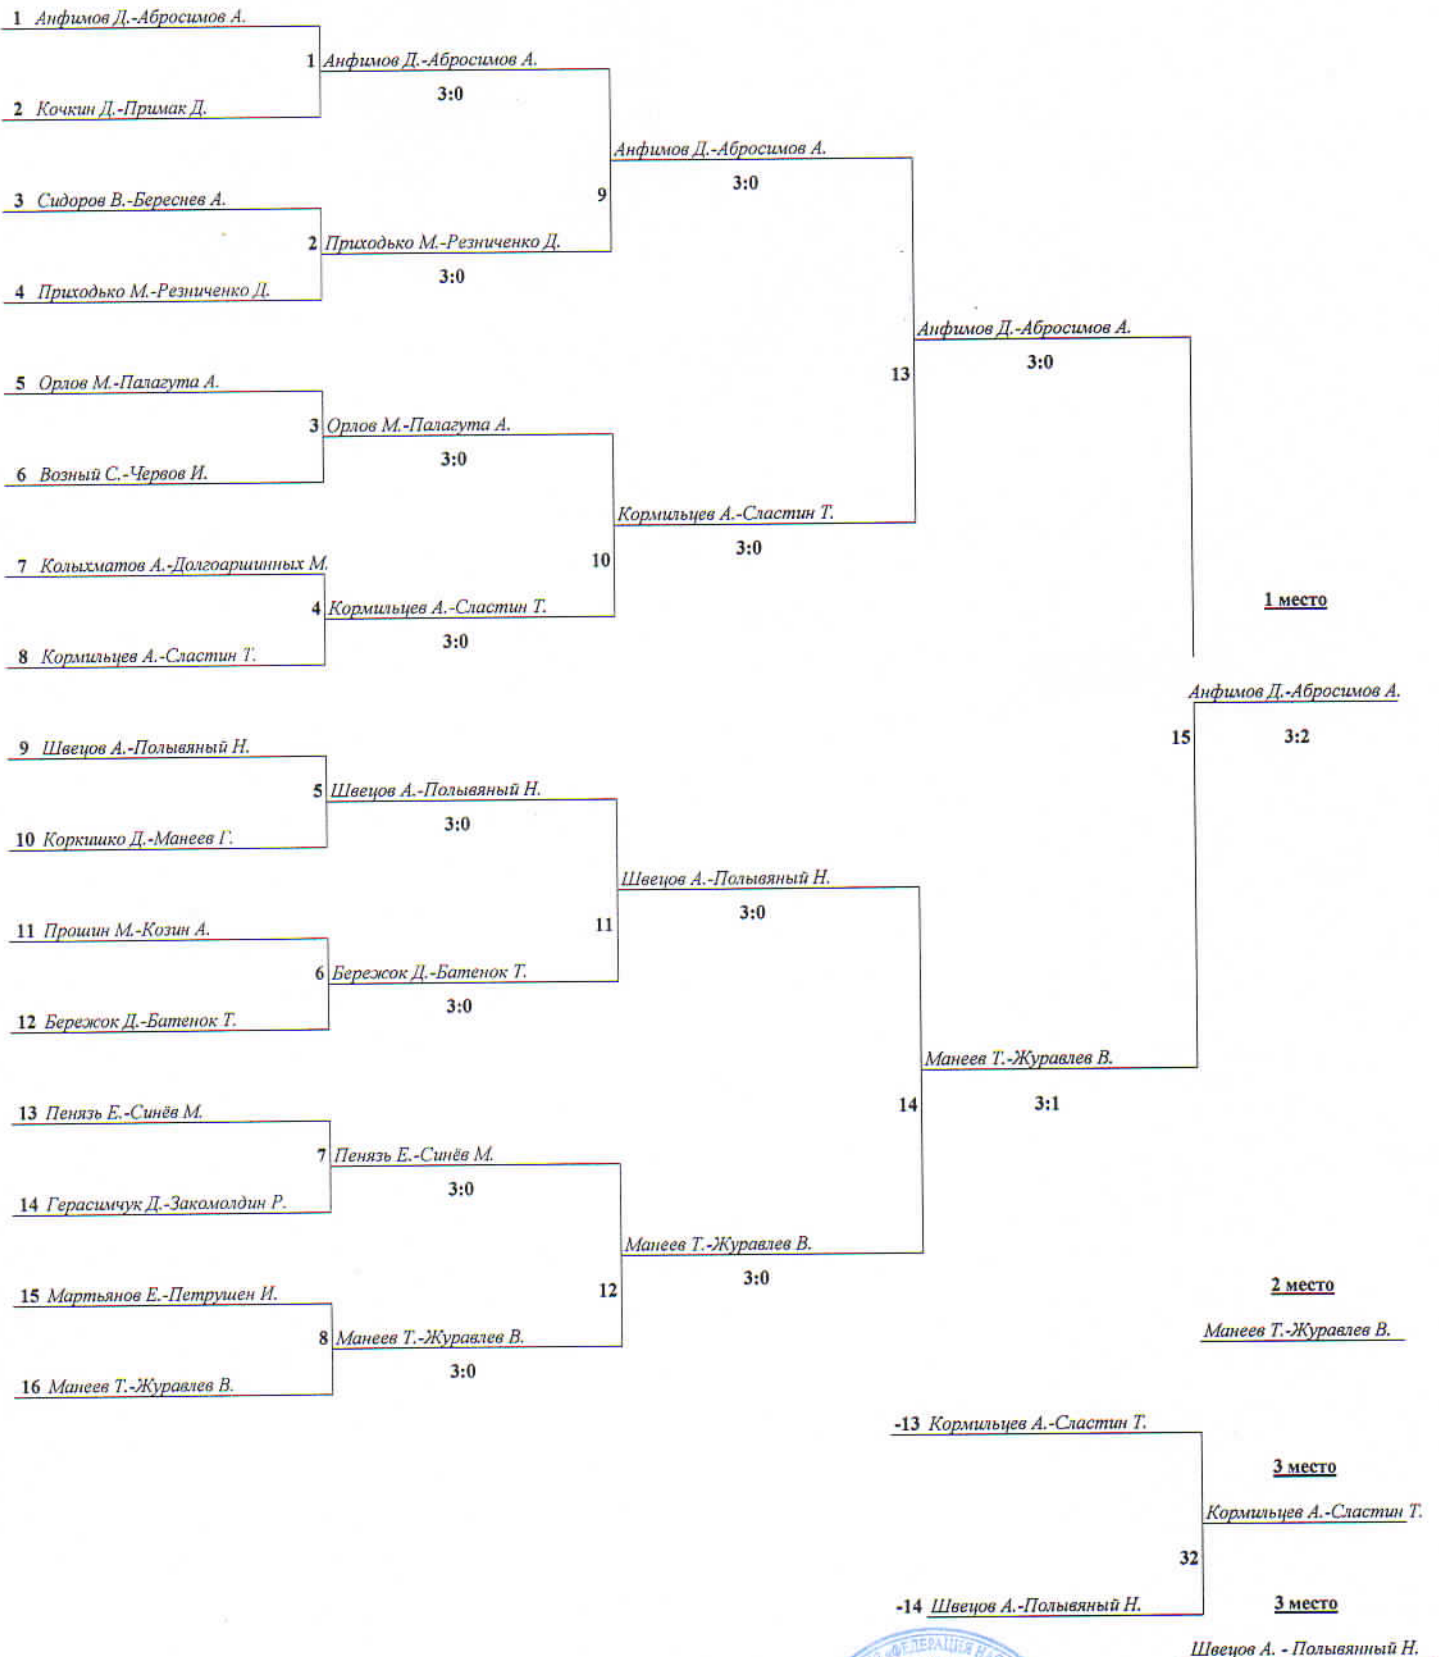 1 Анфимов Д.-Абросимов А.
1 Анфимов Д.-Абросимов А.
3:0
2 Кочкин Д.-Примак Д.
Анфимов Д.-Абросимов А.
3:0
9
3 Сидоров В.-Береснев А.
2 Приходько М.-Резниченко Д.
3:0
4 Приходько М.-Резниченко Д.
Анфимов Д.-Абросимов А.
3:0
13
5 Орлов М.-Палагута А.
3 Орлов М.-Палагута А.
3:0
6 Возный С.-Червов И.
Кормильцев А.-Сластин Т.
3:0
10
7 Колыхматов А.-Долгоаршинных М.
4 Кормильцев А.-Сластин Т.
3:0
8 Кормильцев А.-Сластин Т.
1 место
Анфимов Д.-Абросимов А.
15
3:2
9 Швецов А.-Полывяный Н.
5 Швецов А.-Полывяный Н.
3:0
10 Коркишко Д.-Манеев Г.
Швецов А.-Полывяный Н.
3:0
11
11 Прошин М.-Козин А.
6 Бережок Д.-Батенок Т.
3:0
12 Бережок Д.-Батенок Т.
Манеев Т.-Журавлев В.
3:1
14
13 Пенязь Е.-Синёв М.
7 Пенязь Е.-Синёв М.
3:0
14 Герасимчук Д.-Закомолдин Р.
Манеев Т.-Журавлев В.
3:0
12
15 Мартьянов Е.-Петрушен И.
8 Манеев Т.-Журавлев В.
3:0
16 Манеев Т.-Журавлев В.
2 место
Манеев Т.-Журавлев В.
-13 Кормильцев А.-Сластин Т.
3 место
Кормильцев А.-Сластин Т.
32
-14 Швецов А.-Полывяный Н.
3 место
Швецов А. - Полывянный Н.
ФЕДЕРАЦИЯ